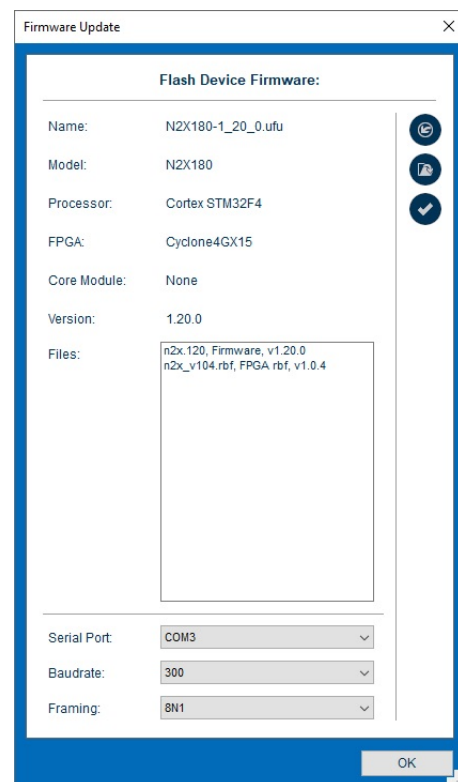 Firmware Update
Flash Device Firmware:
Name: N2X180-1_20_0.ufu
Model: N2X180
Processor: Cortex STM32F4
FPGA: Cyclone4GX15
Core Module: None
Version: 1.20.0
Files: n2x.120, Firmware, v1.20.0
n2x_v104.rbf, FPGA rbf, v1.0.4
Serial Port: COM3
Baudrate: 300
Framing: 8N1
OK